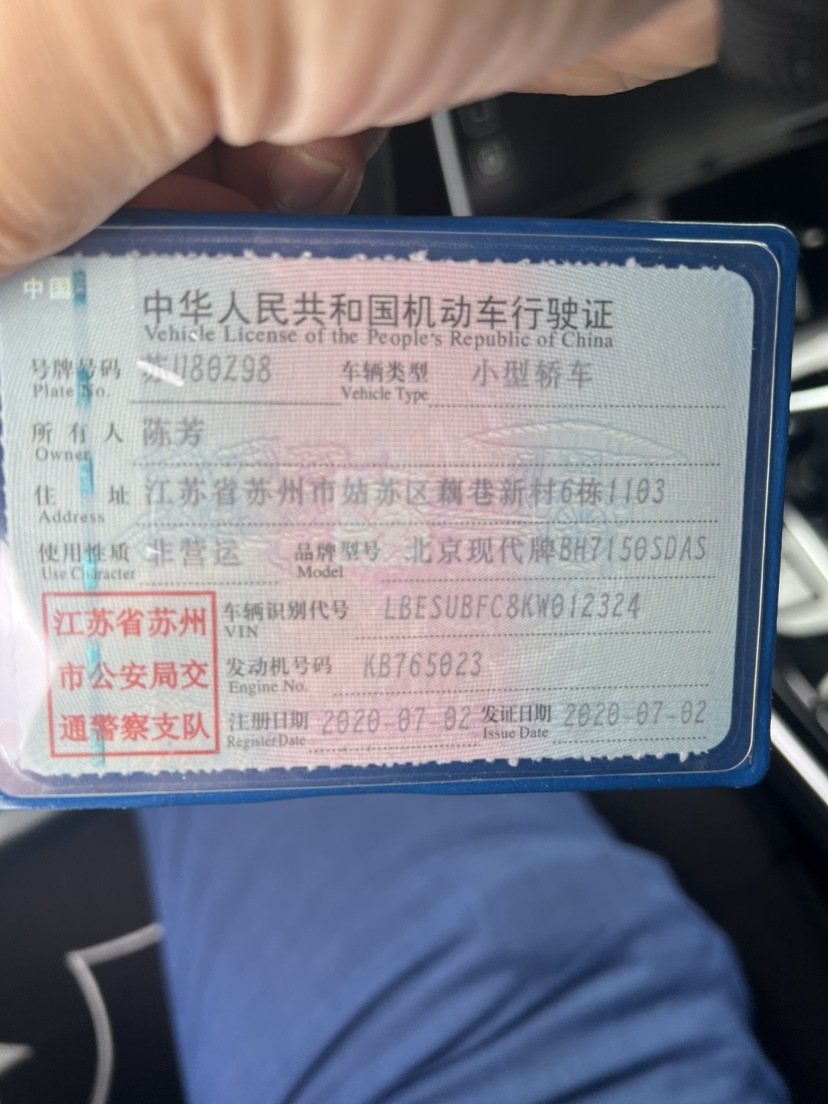 中国
中华人民共和国机动车行驶证
Vehicle License of the People's Republic of China
号牌号码 苏U80Z98 车辆类型 小型轿车
Plate No. Vehicle Type
所有人 陈芳
Owner
住址 江苏省苏州市姑苏区藕巷新村6栋1103
Address
使用性质 非营运 品牌型号 北京现代牌BH7150SDAS
Use Character Model
江苏省苏州
市公安局交
通警察支队
车辆识别代号 LBESUBFC8KW012324
VIN
发动机号码 KB765023
Engine No.
注册日期 2020-07-02 发证日期 2020-07-02
Register Date Issue Date